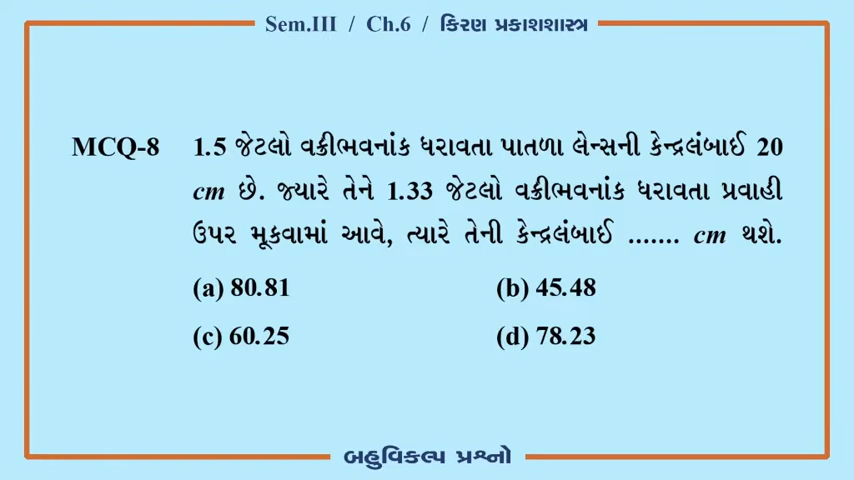 Sem.III / Ch.6 / કિરણ પ્રકાશશાસ્ત્ર
MCQ-8 1.5 જેટલો વક્રીભવનાંક ધરાવતા પાતળા લેન્સની કેન્દ્રલંબાઈ 20
cm છે. જ્યારે તેને 1.33 જેટલો વક્રીભવનાંક ધરાવતા પ્રવાહી
ઉપર મૂકવામાં આવે, ત્યારે તેની કેન્દ્રલંબાઈ ....... cm થશે.
(a) 80.81 (b) 45.48
(c) 60.25 (d) 78.23
બહુવિકલ્પ પ્રશ્નો